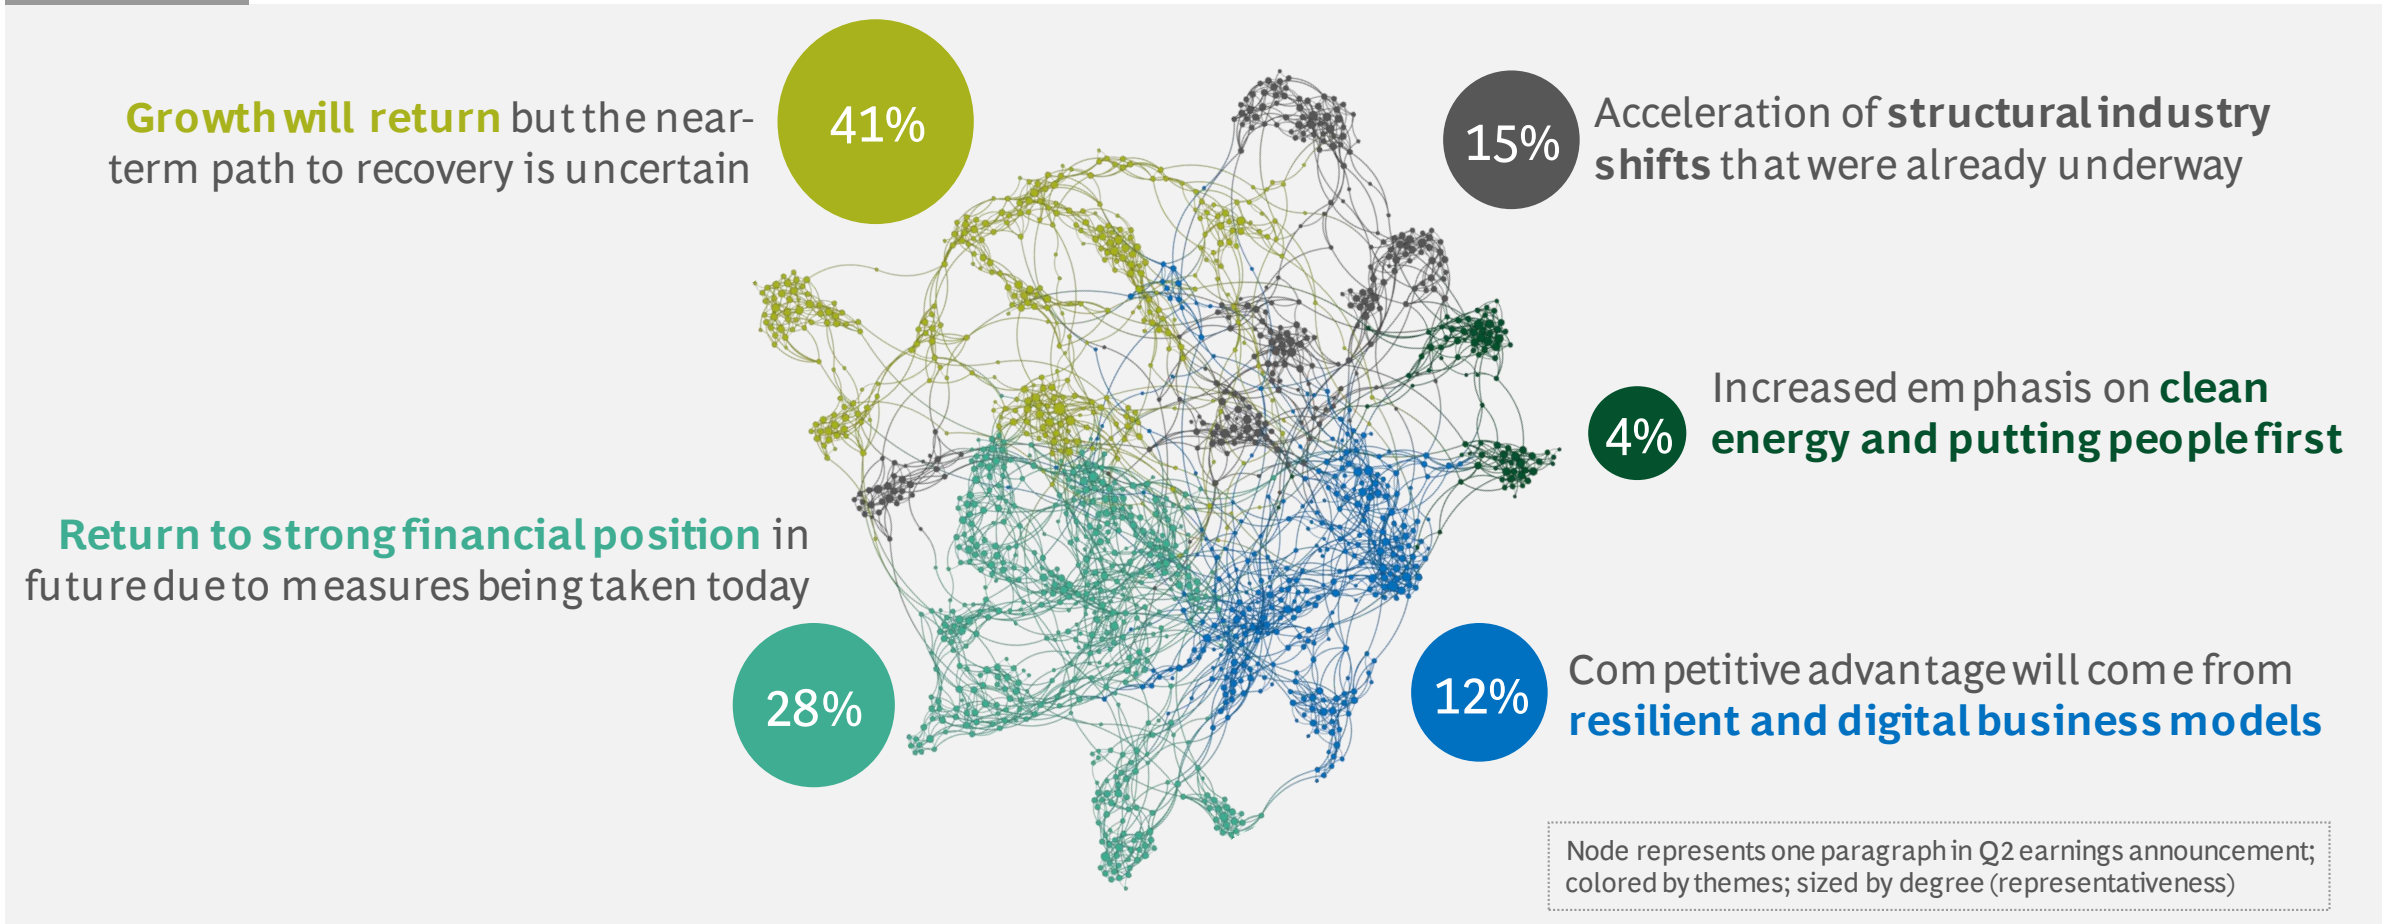 Growth will return but the near-
term path to recovery is uncertain
41%
15%
Acceleration of structural industry
shifts that were already underway
4%
Increased emphasis on clean
energy and putting people first
Return to strong financial position in
future due to measures being taken today
28%
12%
Competitive advantage will come from
resilient and digital business models
Node represents one paragraph in Q2 earnings announcement;
colored by themes; sized by degree (representativeness)